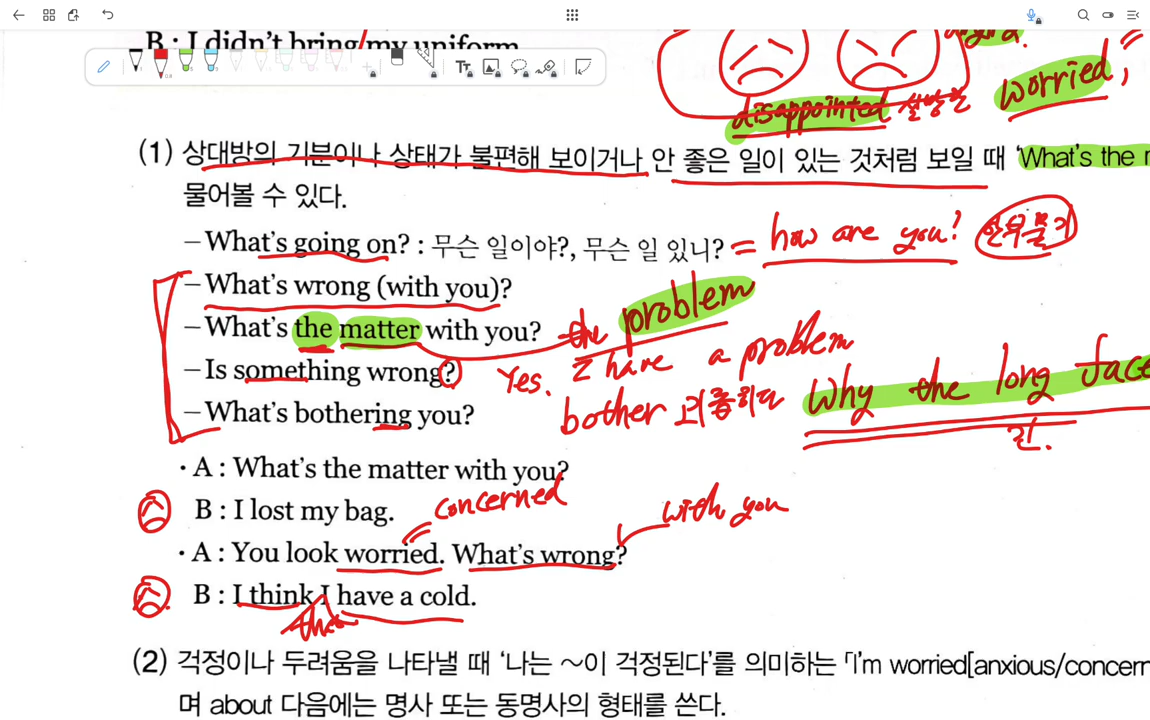 B : I didn't bring my uniform
disappointed 실망한 worried,
(1) 상대방의 기분이나 상태가 불편해 보이거나 안 좋은 일이 있는 것처럼 보일 때 'What's the
물어볼 수 있다.
– What's going on? : 무슨 일이야?, 무슨 일 있니? = how are you? 안부묻기
– What's wrong (with you)?
– What's the matter with you? the problem
– Is something wrong? Yes. I have a problem
– What's bothering you? bother 괴롭히다 Why the long face
긴.
• A : What's the matter with you?
concerned
B : I lost my bag. with you
• A : You look worried. What's wrong?
B : I think I have a cold.
that
(2) 걱정이나 두려움을 나타낼 때 '나는 ~이 걱정된다'를 의미하는 「I'm worried[anxious/concern
며 about 다음에는 명사 또는 동명사의 형태를 쓴다.